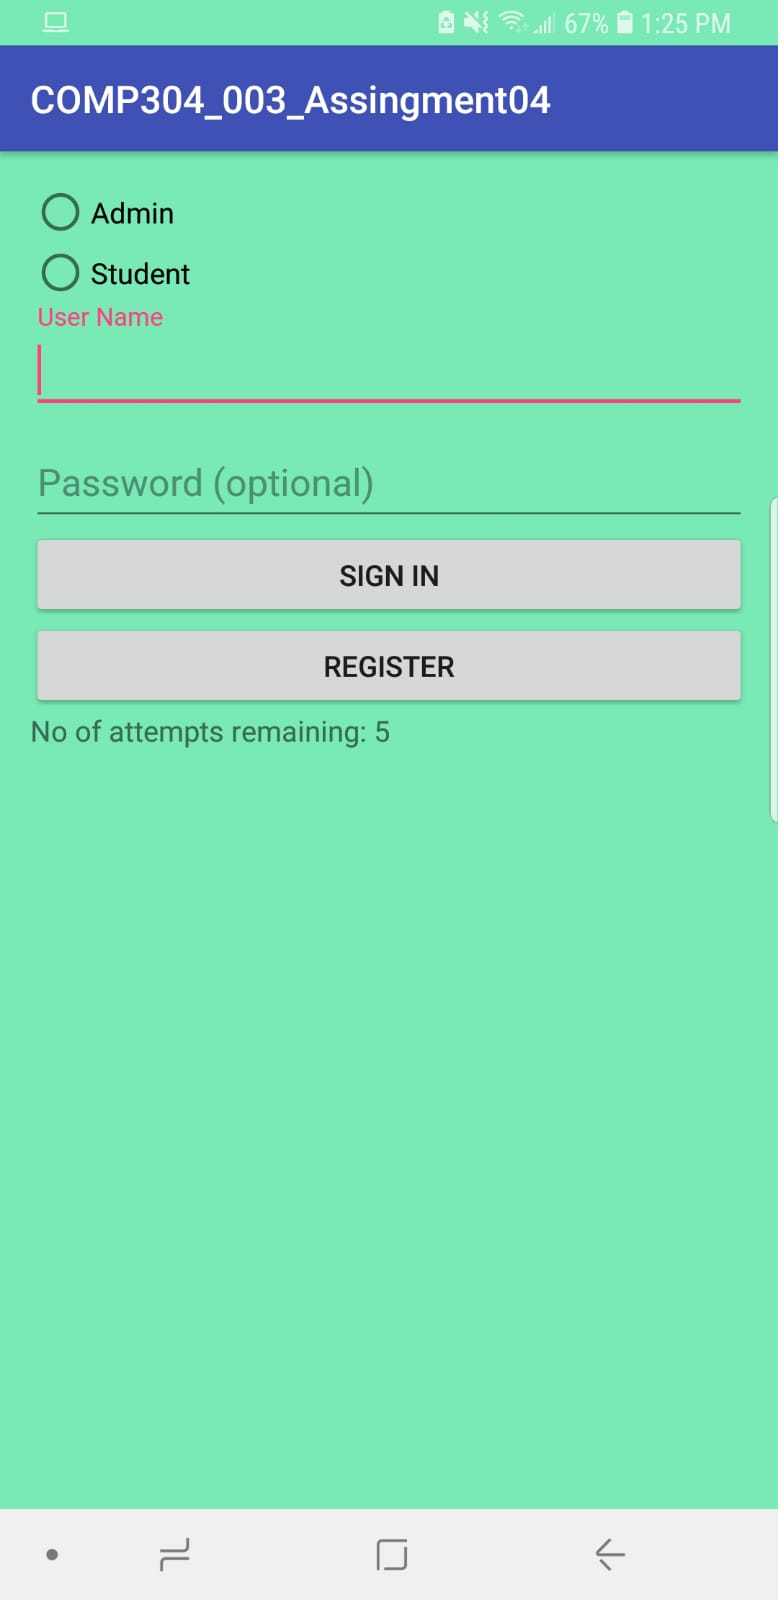 67% 1:25 PM
COMP304_003_Assingment04
Admin
Student
User Name
Password (optional)
SIGN IN
REGISTER
No of attempts remaining: 5